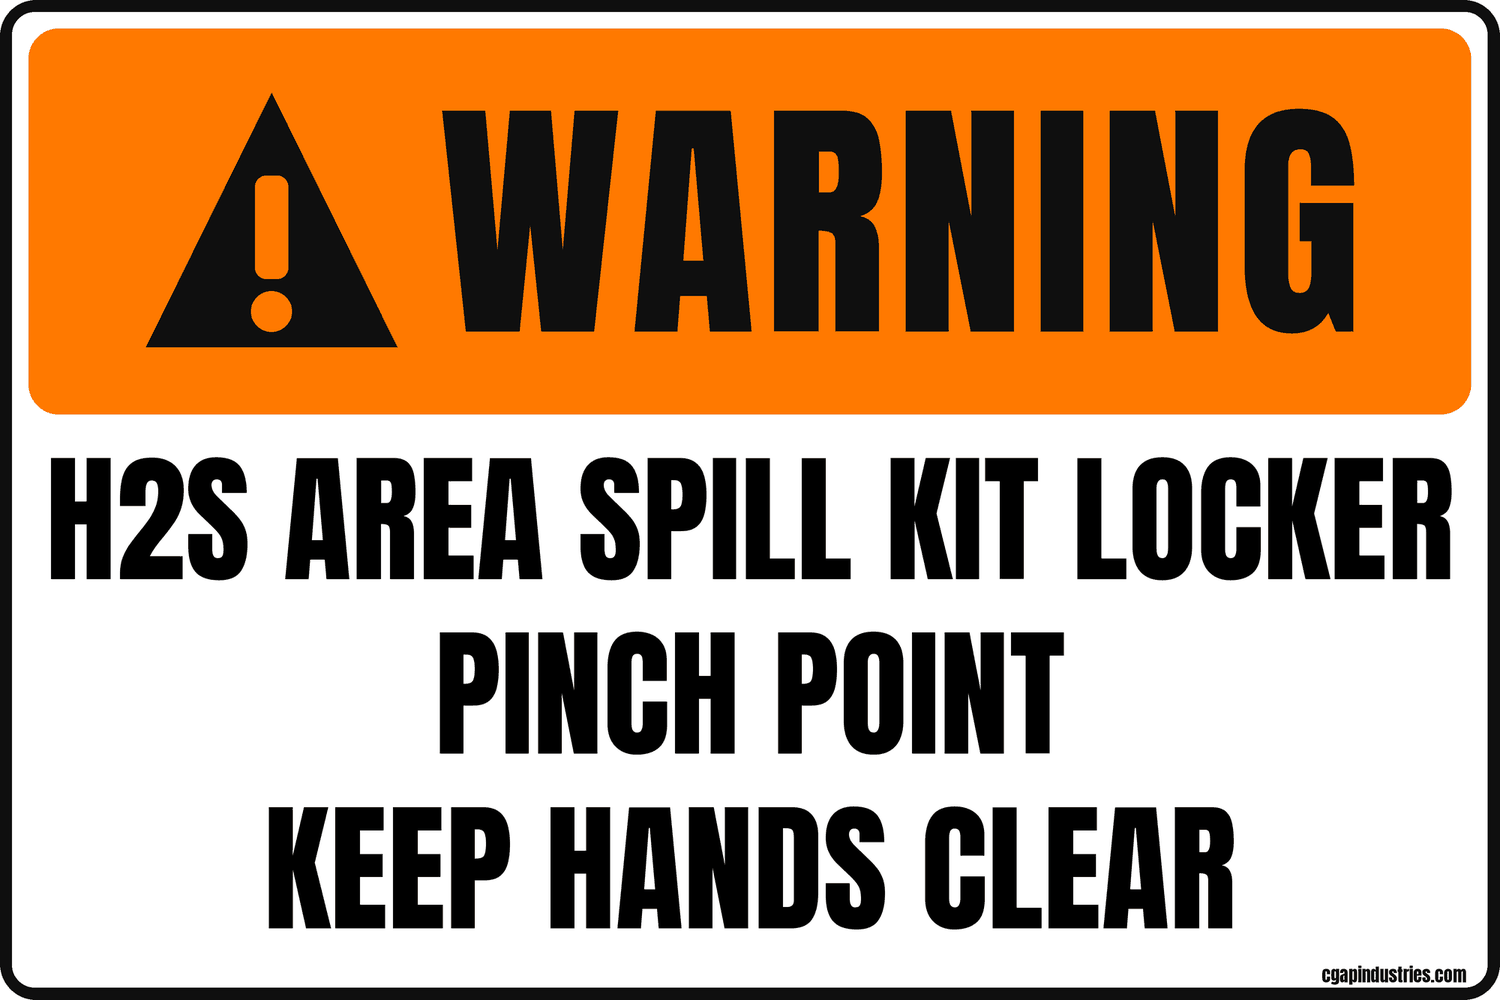 WARNING
H2S AREA SPILL KIT LOCKER
PINCH POINT
KEEP HANDS CLEAR
cgapindustries.com